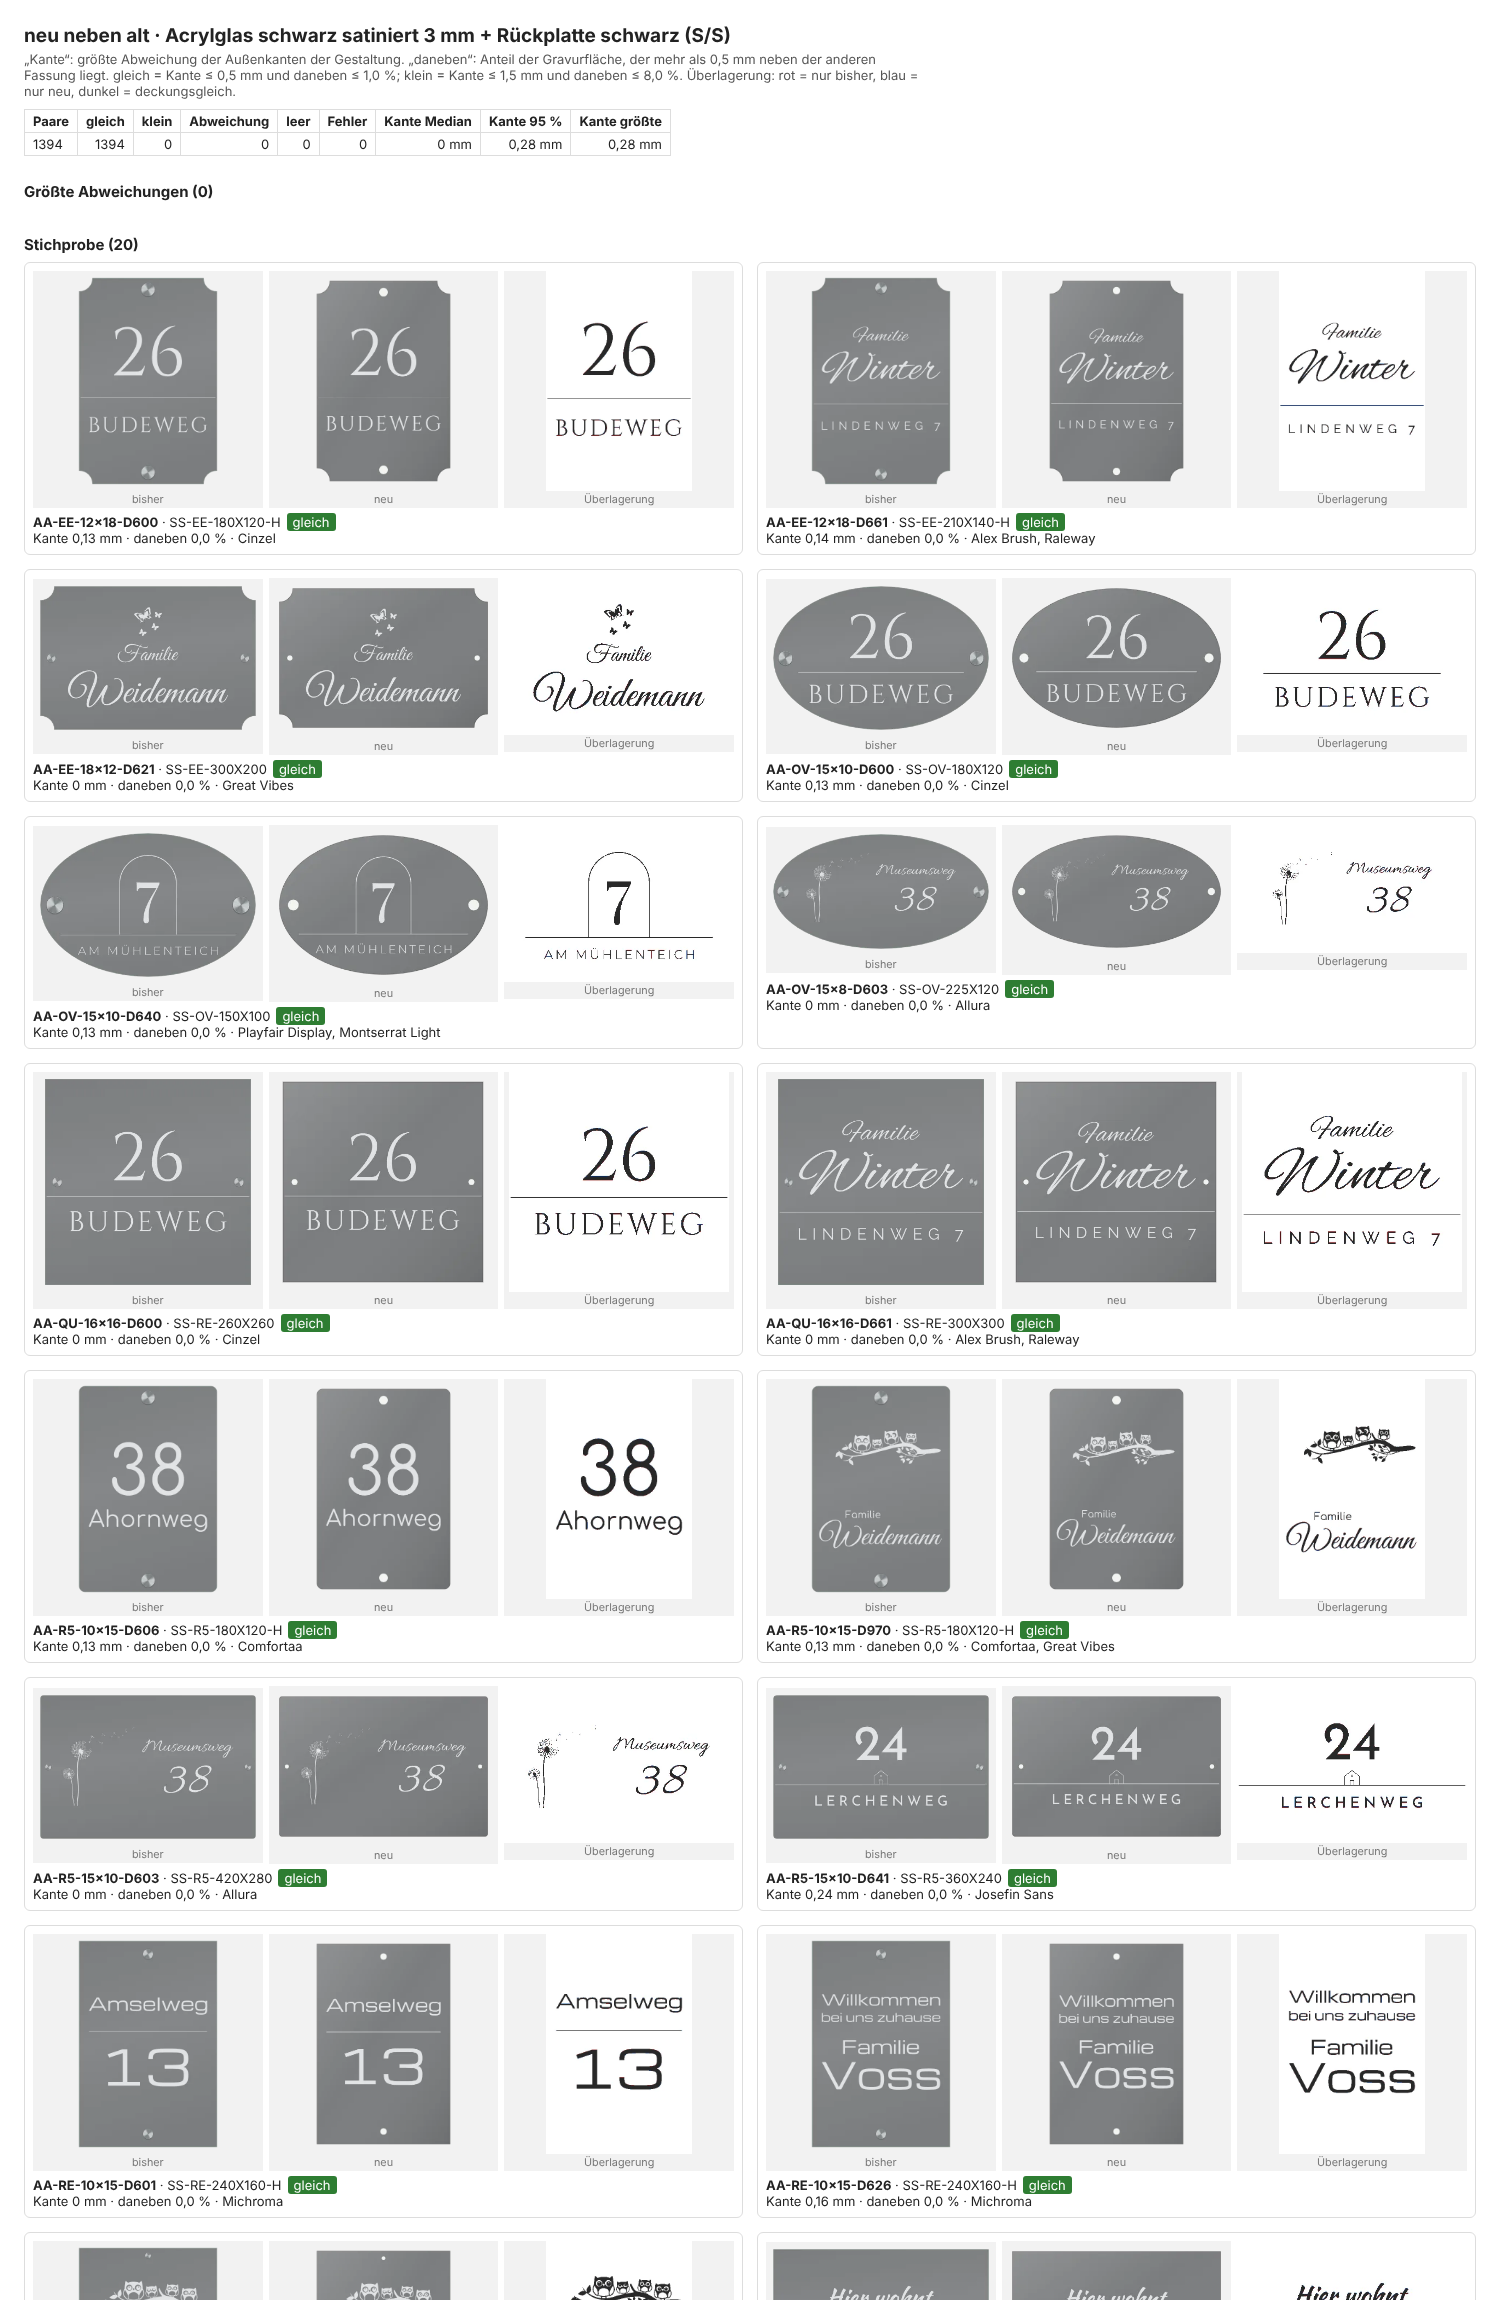 neu neben alt · Acrylglas schwarz satiniert 3 mm + Rückplatte schwarz (S/S)
„Kante“: größte Abweichung der Außenkanten der Gestaltung. „daneben“: Anteil der Gravurfläche, der mehr als 0,5 mm neben der anderen
Fassung liegt. gleich = Kante ≤ 0,5 mm und daneben ≤ 1,0 %; klein = Kante ≤ 1,5 mm und daneben ≤ 8,0 %. Überlagerung: rot = nur bisher, blau =
nur neu, dunkel = deckungsgleich.
Paare gleich klein Abweichung leer Fehler Kante Median Kante 95 % Kante größte
1394 1394 0 0 0 0 0 mm 0,28 mm 0,28 mm
Größte Abweichungen (0)
Stichprobe (20)
26
BUDEWEG
bisher
26
BUDEWEG
neu
26
BUDEWEG
Überlagerung
AA-EE-12×18-D600 · SS-EE-180X120-H gleich
Kante 0,13 mm · daneben 0,0 % · Cinzel
Familie
Winter
LINDENWEG 7
bisher
Familie
Winter
LINDENWEG 7
neu
Familie
Winter
LINDENWEG 7
Überlagerung
AA-EE-12×18-D661 · SS-EE-210X140-H gleich
Kante 0,14 mm · daneben 0,0 % · Alex Brush, Raleway
Familie
Weidemann
bisher
Familie
Weidemann
neu
Familie
Weidemann
Überlagerung
AA-EE-18×12-D621 · SS-EE-300X200 gleich
Kante 0 mm · daneben 0,0 % · Great Vibes
26
BUDEWEG
bisher
26
BUDEWEG
neu
26
BUDEWEG
Überlagerung
AA-OV-15×10-D600 · SS-OV-180X120 gleich
Kante 0,13 mm · daneben 0,0 % · Cinzel
7
AM MÜHLENTEICH
bisher
7
AM MÜHLENTEICH
neu
7
AM MÜHLENTEICH
Überlagerung
AA-OV-15×10-D640 · SS-OV-150X100 gleich
Kante 0,13 mm · daneben 0,0 % · Playfair Display, Montserrat Light
Museumsweg
38
bisher
Museumsweg
38
neu
Museumsweg
38
Überlagerung
AA-OV-15×8-D603 · SS-OV-225X120 gleich
Kante 0 mm · daneben 0,0 % · Allura
26
BUDEWEG
bisher
26
BUDEWEG
neu
26
BUDEWEG
Überlagerung
AA-QU-16×16-D600 · SS-RE-260X260 gleich
Kante 0 mm · daneben 0,0 % · Cinzel
Familie
Winter
LINDENWEG 7
bisher
Familie
Winter
LINDENWEG 7
neu
Familie
Winter
LINDENWEG 7
Überlagerung
AA-QU-16×16-D661 · SS-RE-300X300 gleich
Kante 0 mm · daneben 0,0 % · Alex Brush, Raleway
38
Ahornweg
bisher
38
Ahornweg
neu
38
Ahornweg
Überlagerung
AA-R5-10×15-D606 · SS-R5-180X120-H gleich
Kante 0,13 mm · daneben 0,0 % · Comfortaa
Familie
Weidemann
bisher
Familie
Weidemann
neu
Familie
Weidemann
Überlagerung
AA-R5-10×15-D970 · SS-R5-180X120-H gleich
Kante 0,13 mm · daneben 0,0 % · Comfortaa, Great Vibes
Museumsweg
38
bisher
Museumsweg
38
neu
Museumsweg
38
Überlagerung
AA-R5-15×10-D603 · SS-R5-420X280 gleich
Kante 0 mm · daneben 0,0 % · Allura
24
LERCHENWEG
bisher
24
LERCHENWEG
neu
24
LERCHENWEG
Überlagerung
AA-R5-15×10-D641 · SS-R5-360X240 gleich
Kante 0,24 mm · daneben 0,0 % · Josefin Sans
Amselweg
13
bisher
Amselweg
13
neu
Amselweg
13
Überlagerung
AA-RE-10×15-D601 · SS-RE-240X160-H gleich
Kante 0 mm · daneben 0,0 % · Michroma
Willkommen
bei uns zuhause
Familie
Voss
bisher
Willkommen
bei uns zuhause
Familie
Voss
neu
Willkommen
bei uns zuhause
Familie
Voss
Überlagerung
AA-RE-10×15-D626 · SS-RE-240X160-H gleich
Kante 0,16 mm · daneben 0,0 % · Michroma
Hier wohnt
Hier wohnt
Hier wohnt